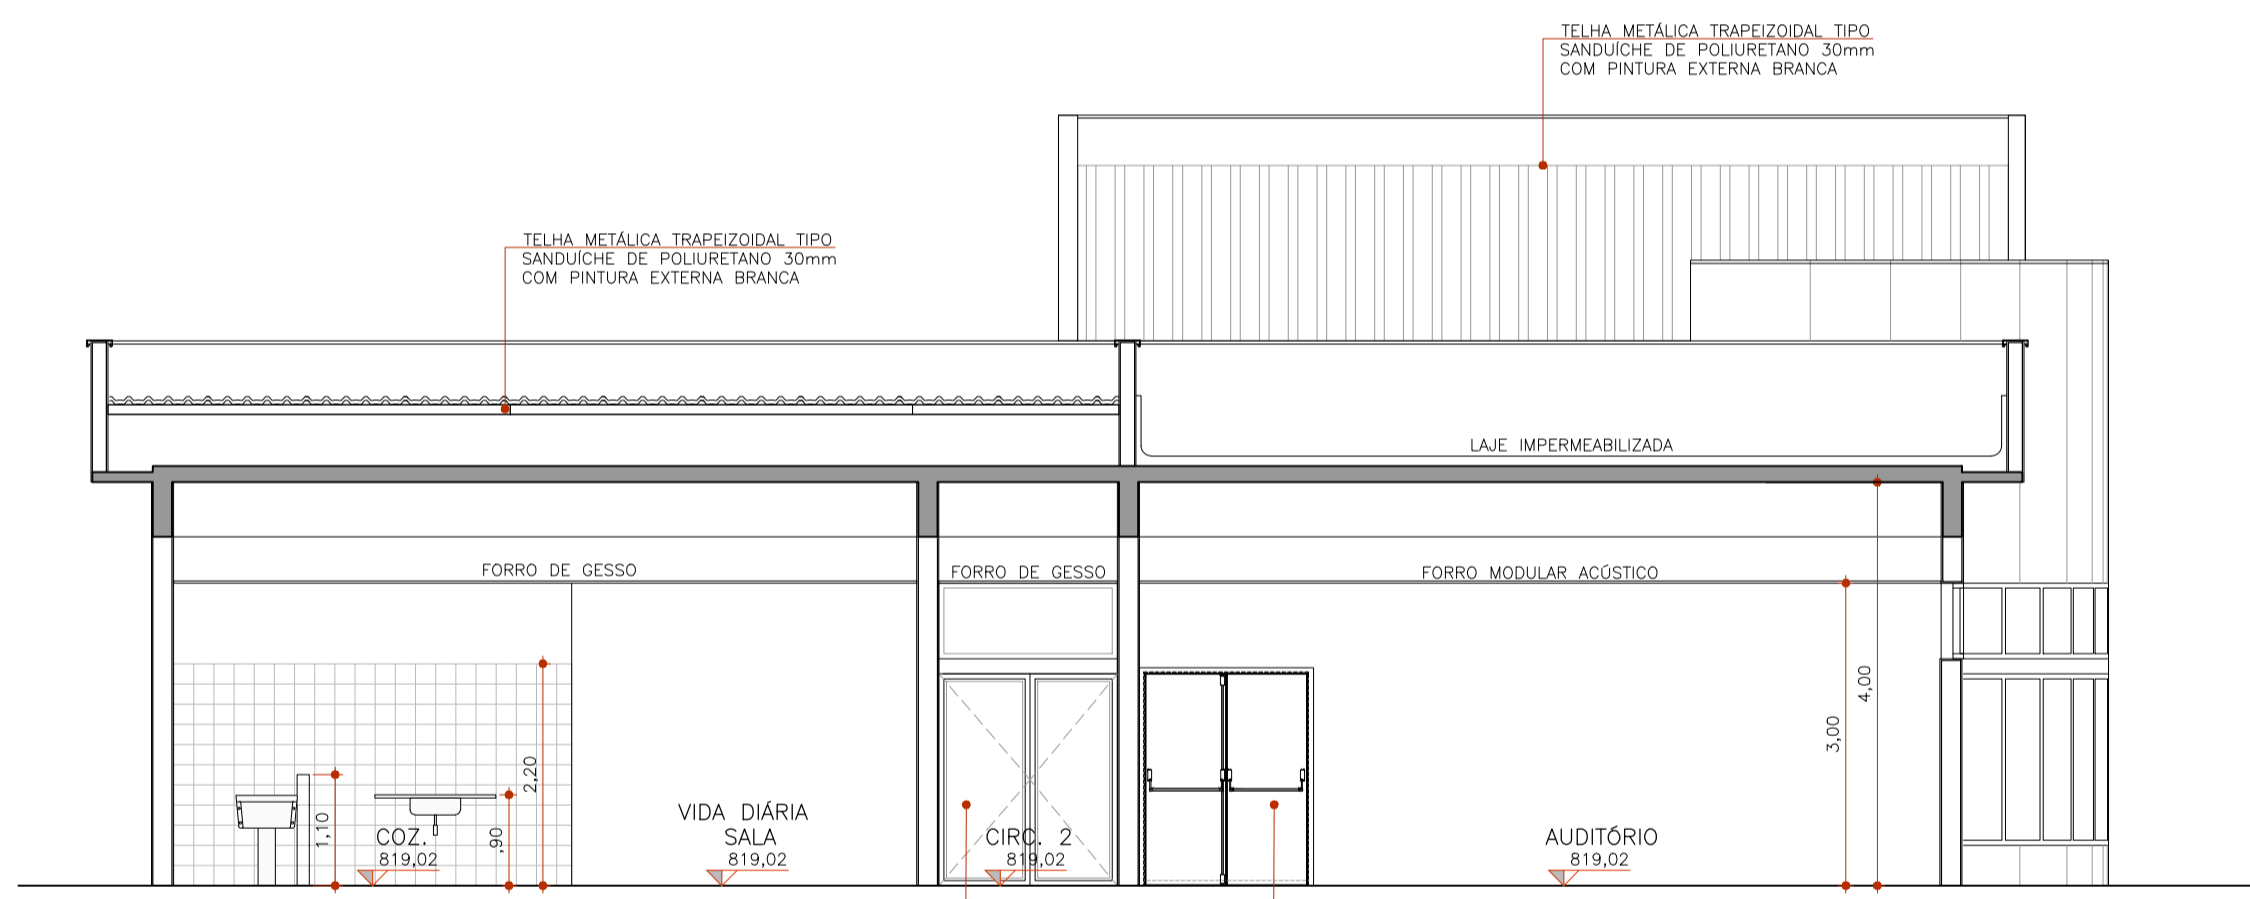 TELHA METÁLICA TRAPEIZOIDAL TIPO
SANDUÍCHE DE POLIURETANO 30mm
COM PINTURA EXTERNA BRANCA
TELHA METÁLICA TRAPEIZOIDAL TIPO
SANDUÍCHE DE POLIURETANO 30mm
COM PINTURA EXTERNA BRANCA
LAJE IMPERMEABILIZADA
FORRO DE GESSO
FORRO DE GESSO
FORRO MODULAR ACÚSTICO
4,00
3,00
2,20
1,10
,90
COZ.
819,02
VIDA DIÁRIA
SALA
819,02
CIRC. 2
819,02
AUDITÓRIO
819,02